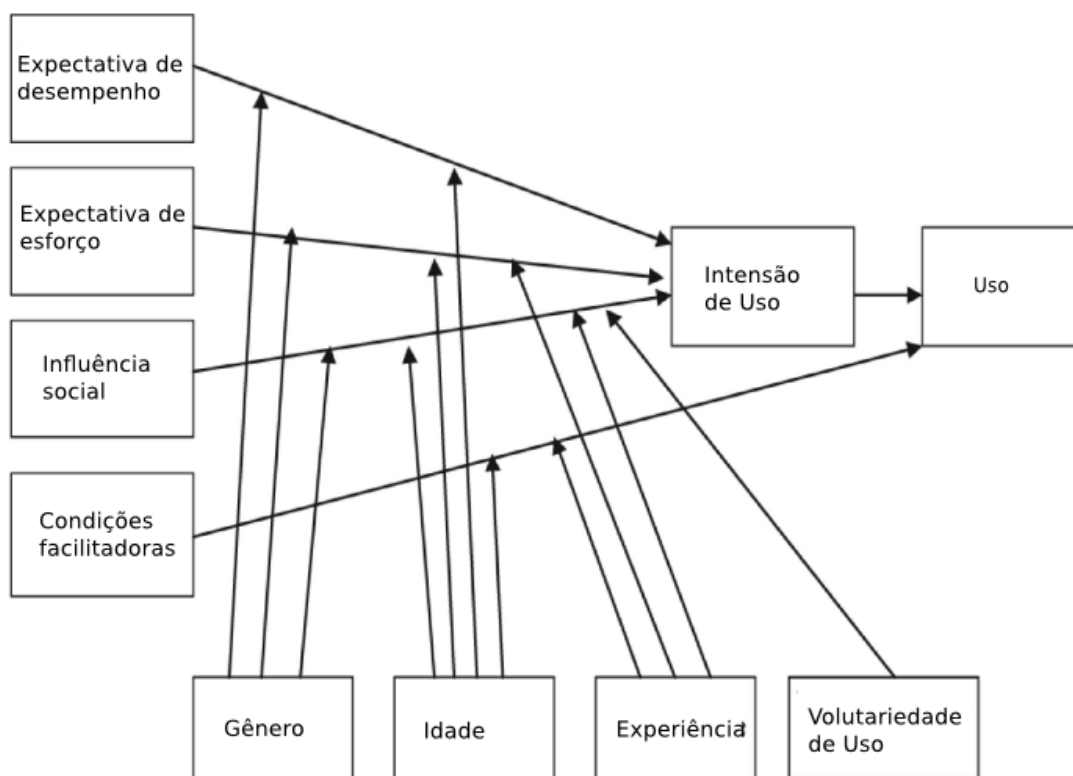 Expectativa de
desempenho
Expectativa de
esforço
Influência
social
Condições
facilitadoras
Intensão
de Uso
Uso
Gênero
Idade
Experiência
Volutariedade
de Uso